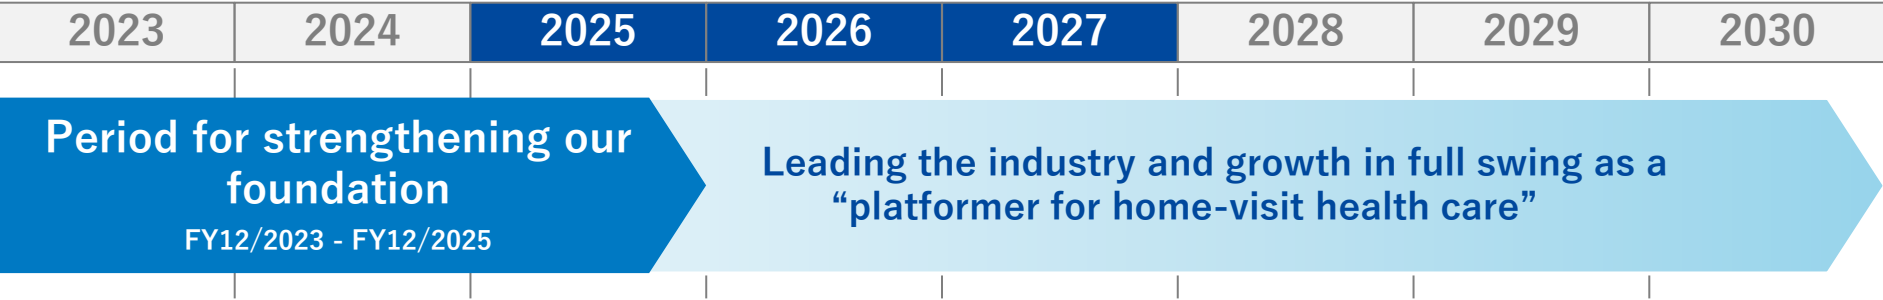 2023 2024 2025 2026 2027 2028 2029 2030
Period for strengthening our
foundation
FY12/2023 - FY12/2025
Leading the industry and growth in full swing as a
“platformer for home-visit health care”